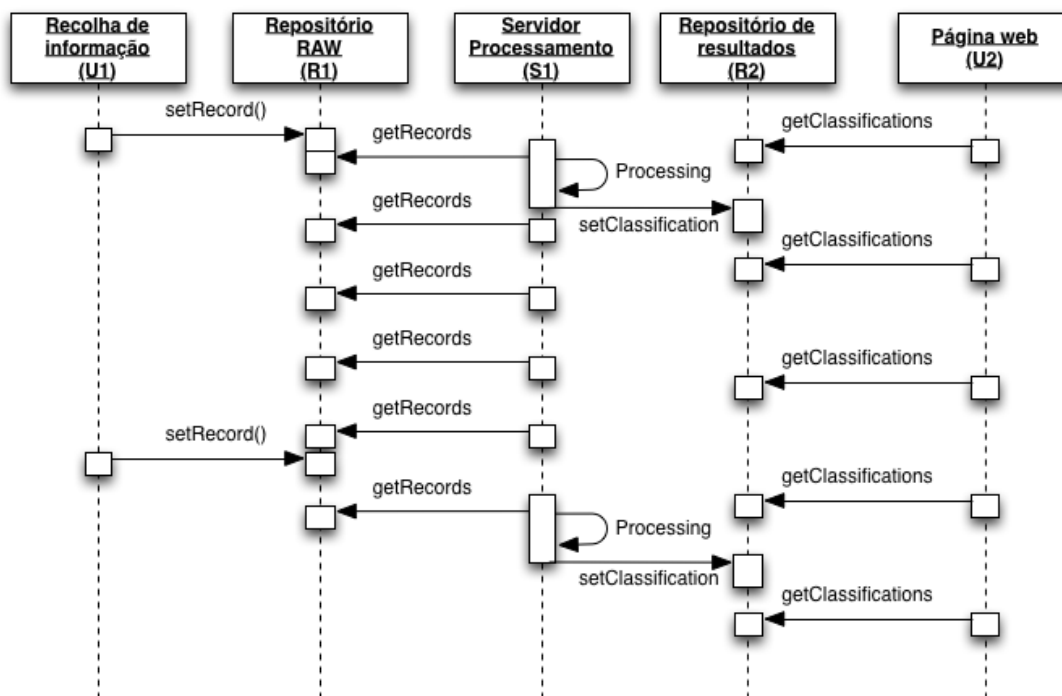 Recolha de
informação
(U1)
Repositório
RAW
(R1)
Servidor
Processamento
(S1)
Repositório de
resultados
(R2)
Página web
(U2)
setRecord()
getRecords
getClassifications
Processing
getRecords
setClassification
getClassifications
getRecords
getRecords
getClassifications
getRecords
setRecord()
getRecords
getClassifications
Processing
setClassification
getClassifications